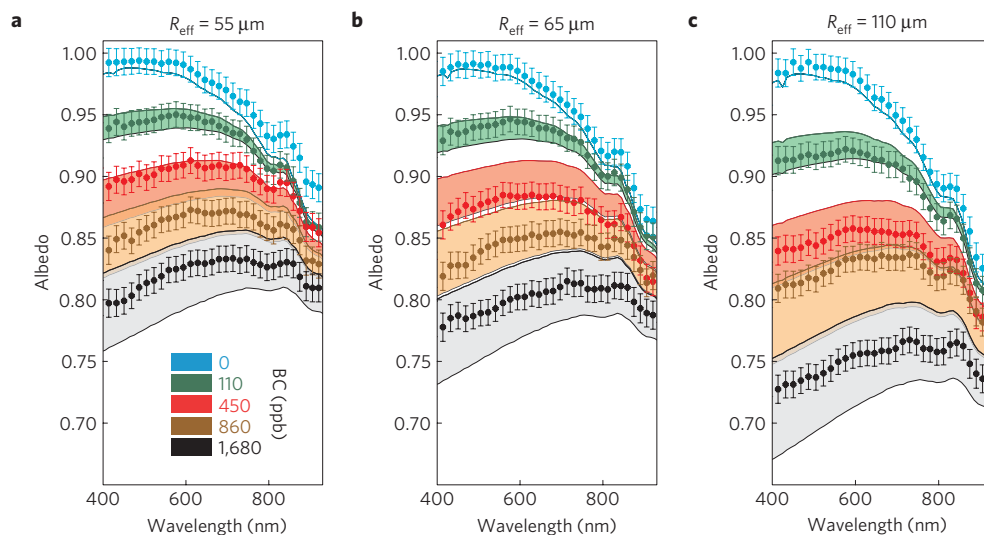 a
R_eff = 55 µm
b
R_eff = 65 µm
c
R_eff = 110 µm
Albedo
1.00
0.95
0.90
0.85
0.80
0.75
0.70
0
110
450
860
1,680
BC (ppb)
400
600
800
Wavelength (nm)
1.00
0.95
0.90
0.85
0.80
0.75
0.70
Albedo
400
600
800
Wavelength (nm)
1.00
0.95
0.90
0.85
0.80
0.75
0.70
Albedo
400
600
800
Wavelength (nm)